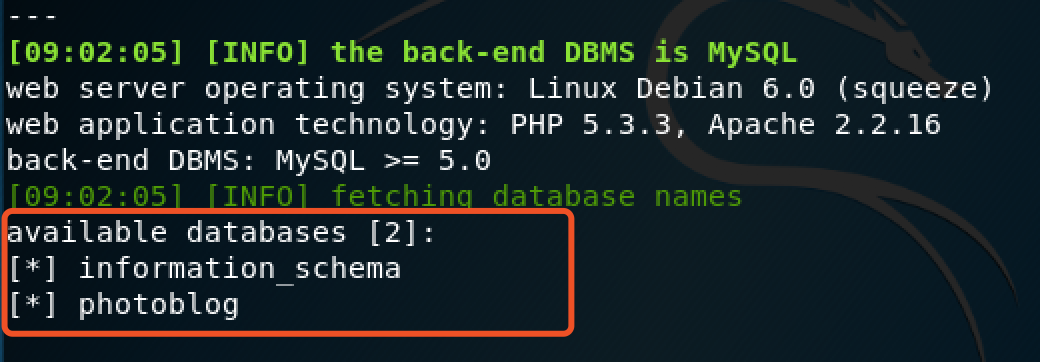 ---
[09:02:05] [INFO] the back-end DBMS is MySQL
web server operating system: Linux Debian 6.0 (squeeze)
web application technology: PHP 5.3.3, Apache 2.2.16
back-end DBMS: MySQL >= 5.0
[09:02:05] [INFO] fetching database names
available databases [2]:
[*] information_schema
[*] photoblog